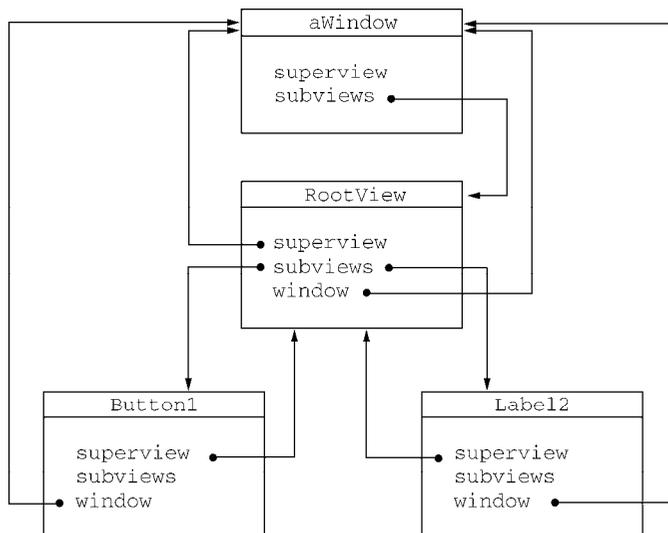 aWindow
superview
subviews
RootView
superview
subviews
window
Button1
superview
subviews
window
Label2
superview
subviews
window